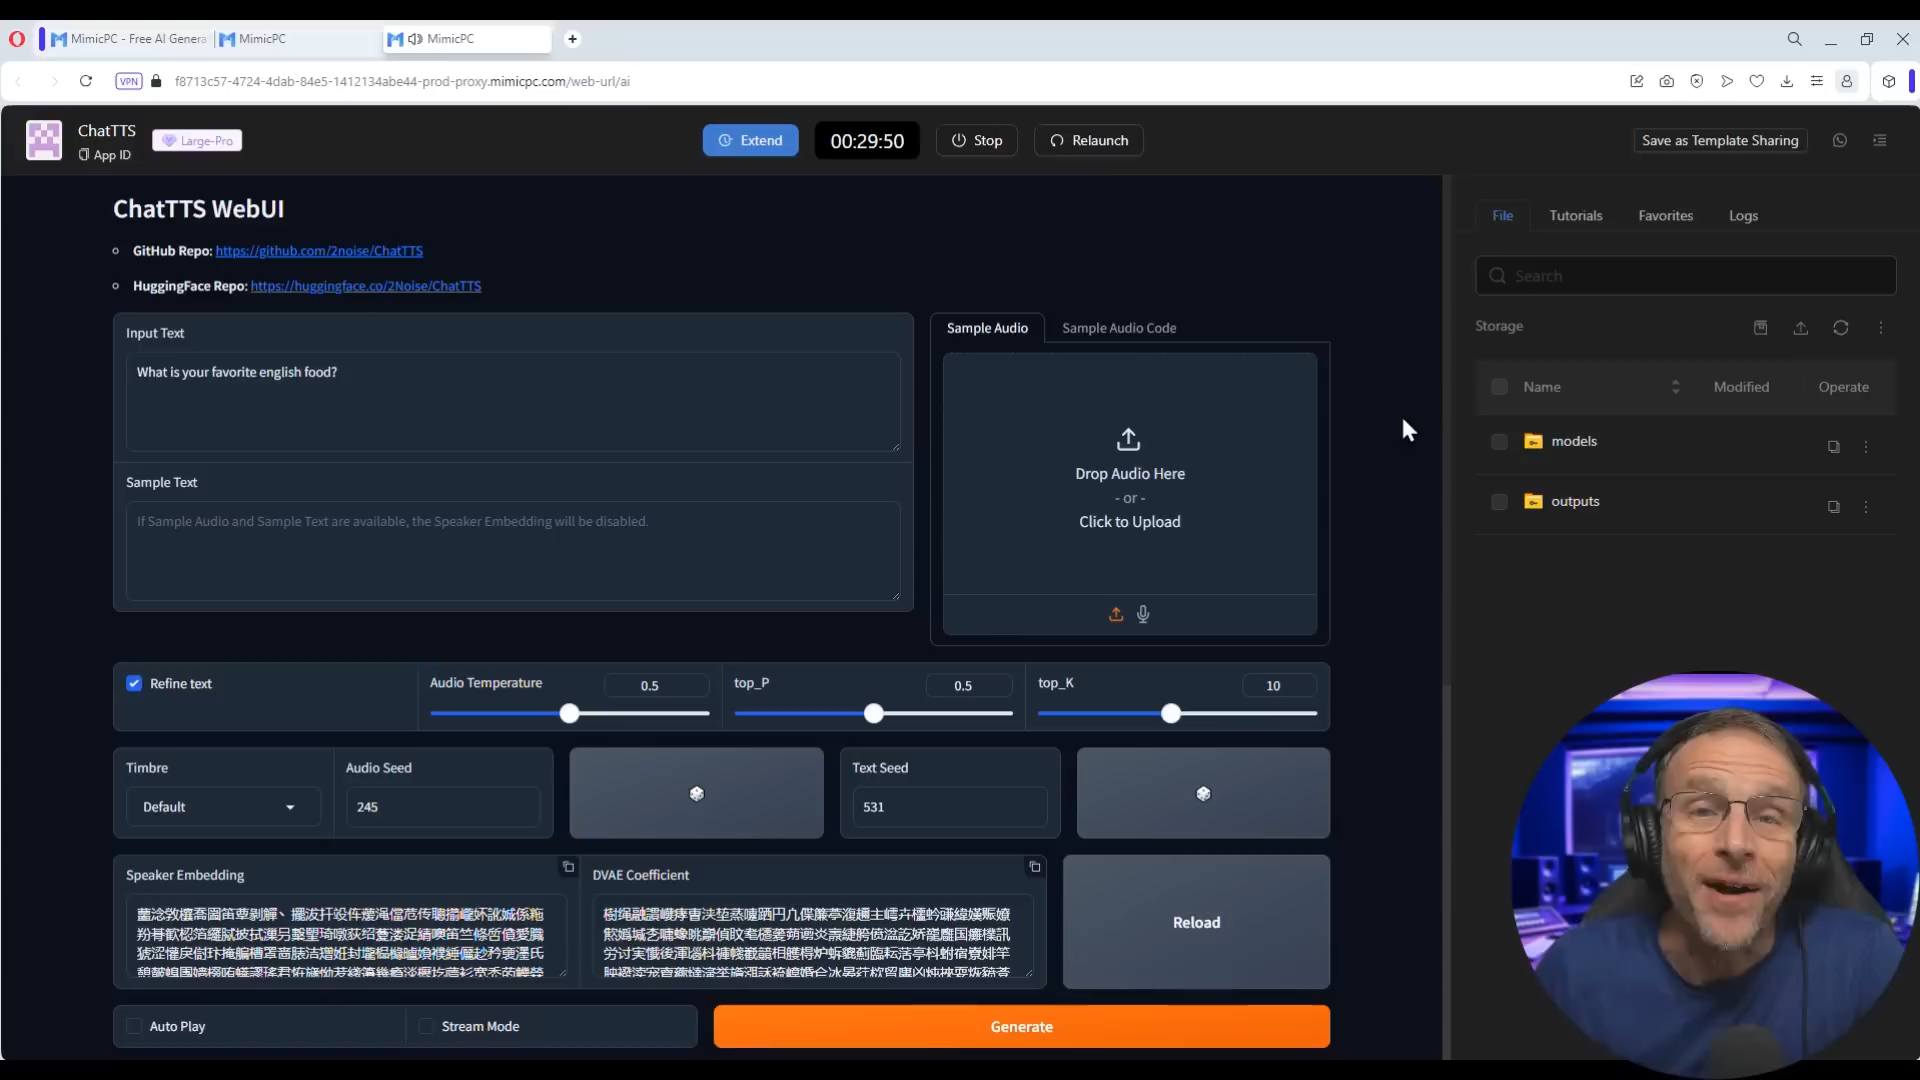 MimicPC - Free AI Genera
MimicPC
MimicPC
VPN
f8713c57-4724-4dab-84e5-1412134abe44-prod-proxy.mimicpc.com/web-url/ai
ChatTTS
App ID
Large-Pro
Extend
00:29:50
Stop
Relaunch
Save as Template Sharing
ChatTTS WebUI
GitHub Repo: https://github.com/2noise/ChatTTS
HuggingFace Repo: https://huggingface.co/2Noise/ChatTTS
Input Text
What is your favorite english food?
Sample Text
If Sample Audio and Sample Text are available, the Speaker Embedding will be disabled.
Sample Audio
Sample Audio Code
Drop Audio Here
- or -
Click to Upload
Refine text
Audio Temperature
0.5
top_P
0.5
top_K
10
Timbre
Default
Audio Seed
245
Text Seed
531
Speaker Embedding
DVAE Coefficient
Reload
Auto Play
Stream Mode
Generate
File
Tutorials
Favorites
Logs
Search
Storage
Name
Modified
Operate
models
outputs